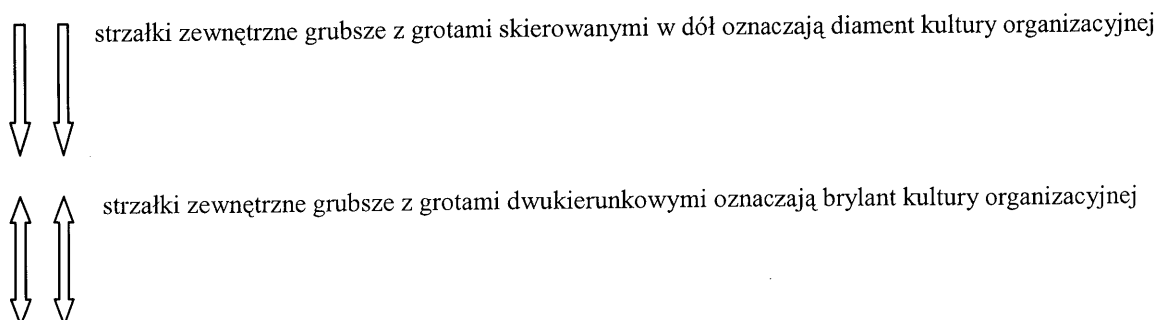 strzałki zewnętrzne grubsze z grotami skierowanymi w dół oznaczają diament kultury organizacyjnej
strzałki zewnętrzne grubsze z grotami dwukierunkowymi oznaczają brylant kultury organizacyjnej